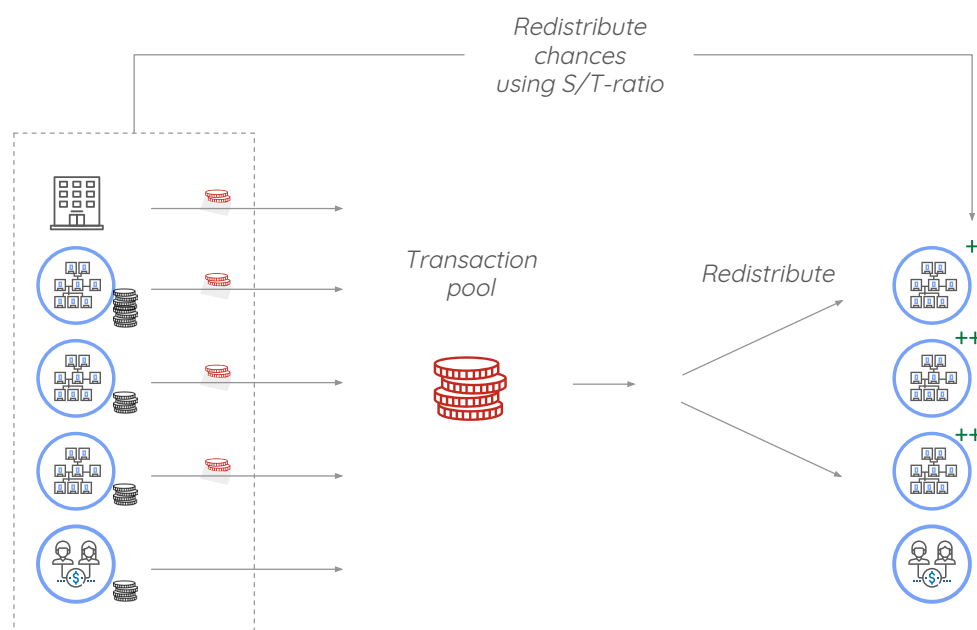 Redistribute
chances
using S/T-ratio
Transaction
pool
Redistribute
+
++
++
$
$